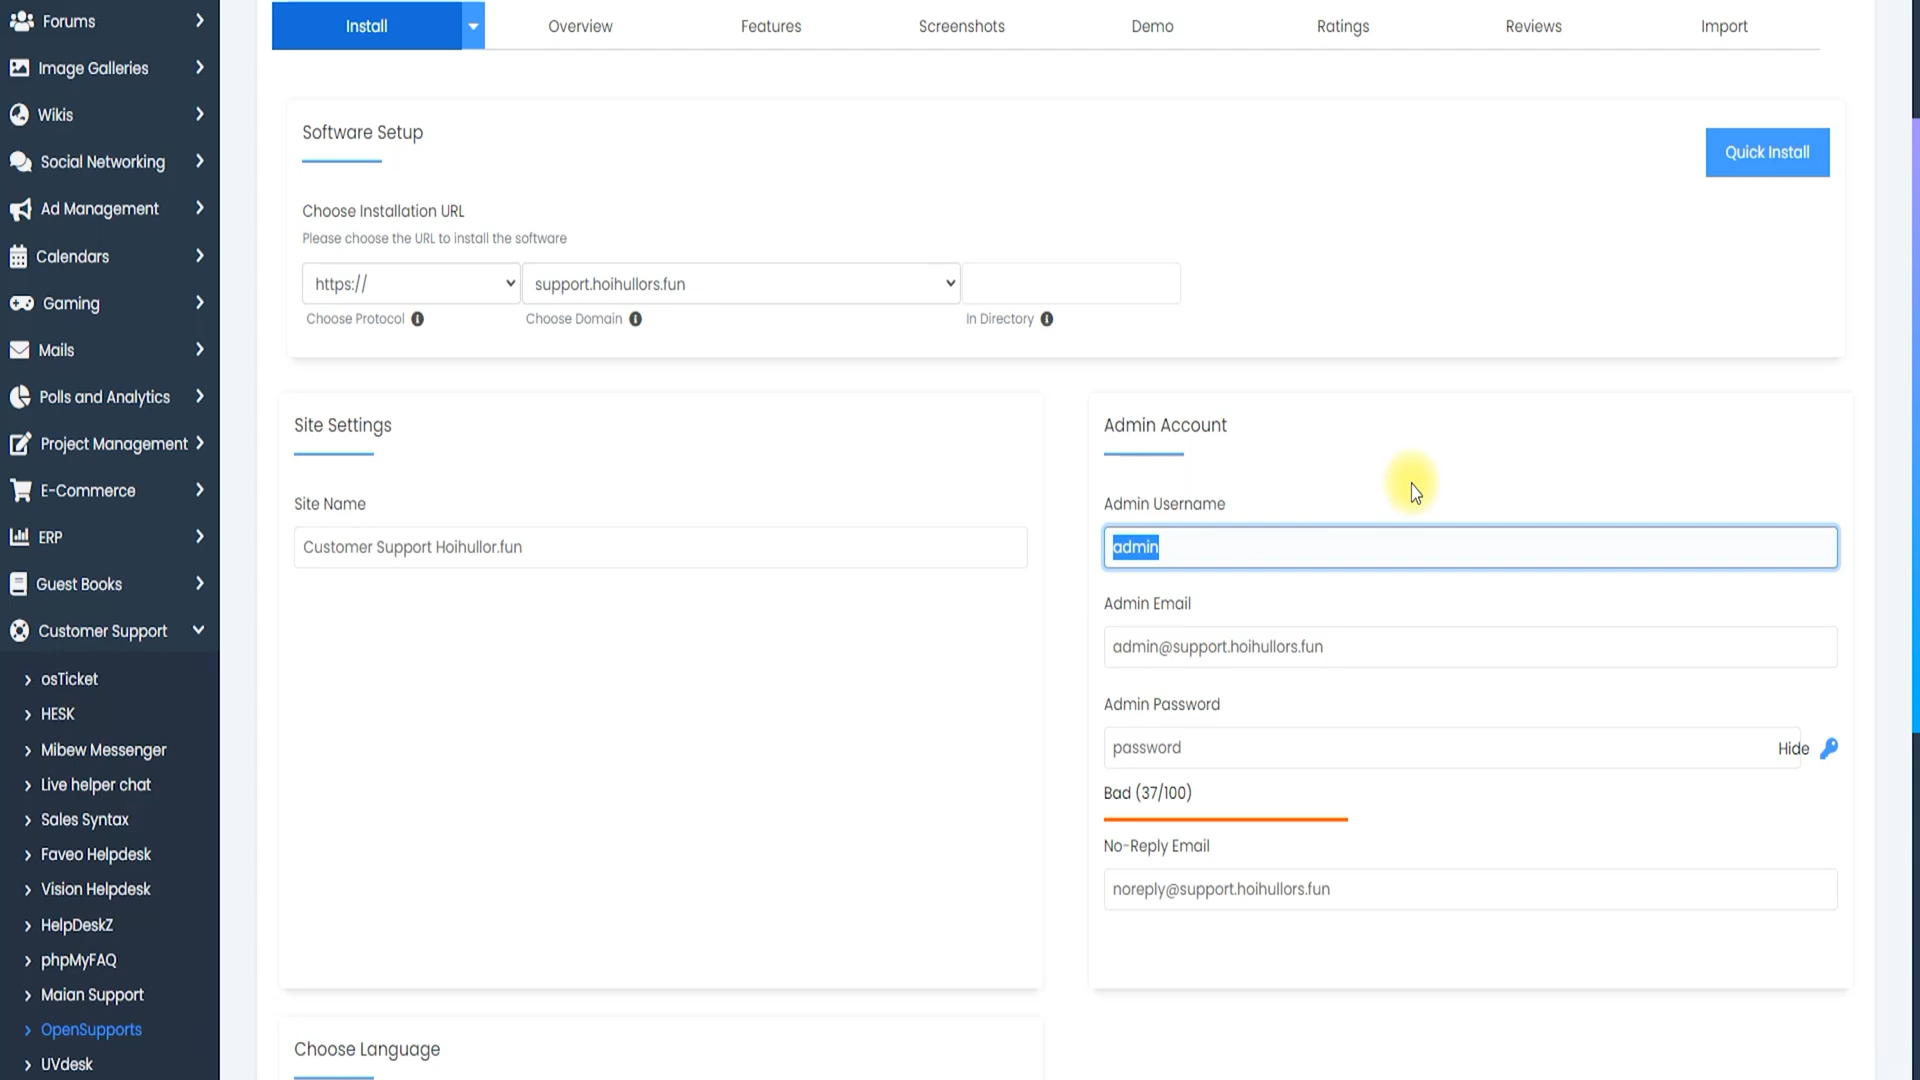 Forums
Image Galleries
Wikis
Social Networking
Ad Management
Calendars
Gaming
Mails
Polls and Analytics
Project Management
E-Commerce
ERP
Guest Books
Customer Support
osTicket
HESK
Mibew Messenger
Live helper chat
Sales Syntax
Faveo Helpdesk
Vision Helpdesk
HelpDeskZ
phpMyFAQ
Maian Support
OpenSupports
UVdesk
Install Overview Features Screenshots Demo Ratings Reviews Import
Software Setup
Quick Install
Choose Installation URL
Please choose the URL to install the software
https:// support.hoihullors.fun
Choose Protocol Choose Domain In Directory
Site Settings
Site Name
Customer Support Hoihullor.fun
Admin Account
Admin Username
admin
Admin Email
admin@support.hoihullors.fun
Admin Password
password Hide
Bad (37/100)
No-Reply Email
noreply@support.hoihullors.fun
Choose Language